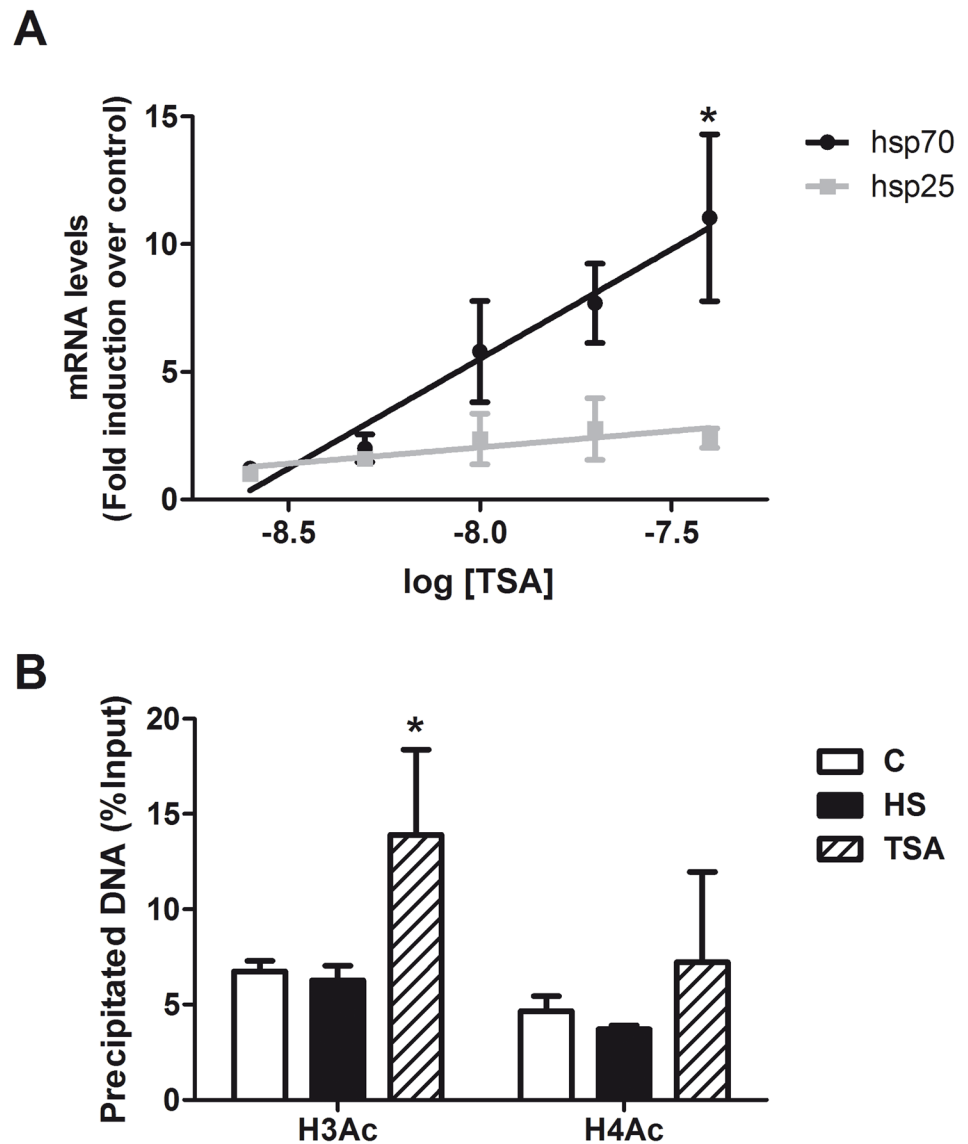 A
mRNA levels
(Fold induction over control)
15
10
5
0
*
hsp70
hsp25
-8.5 -8.0 -7.5
log [TSA]
B
Precipitated DNA (%Input)
20
15
10
5
0
*
C
HS
TSA
H3Ac H4Ac